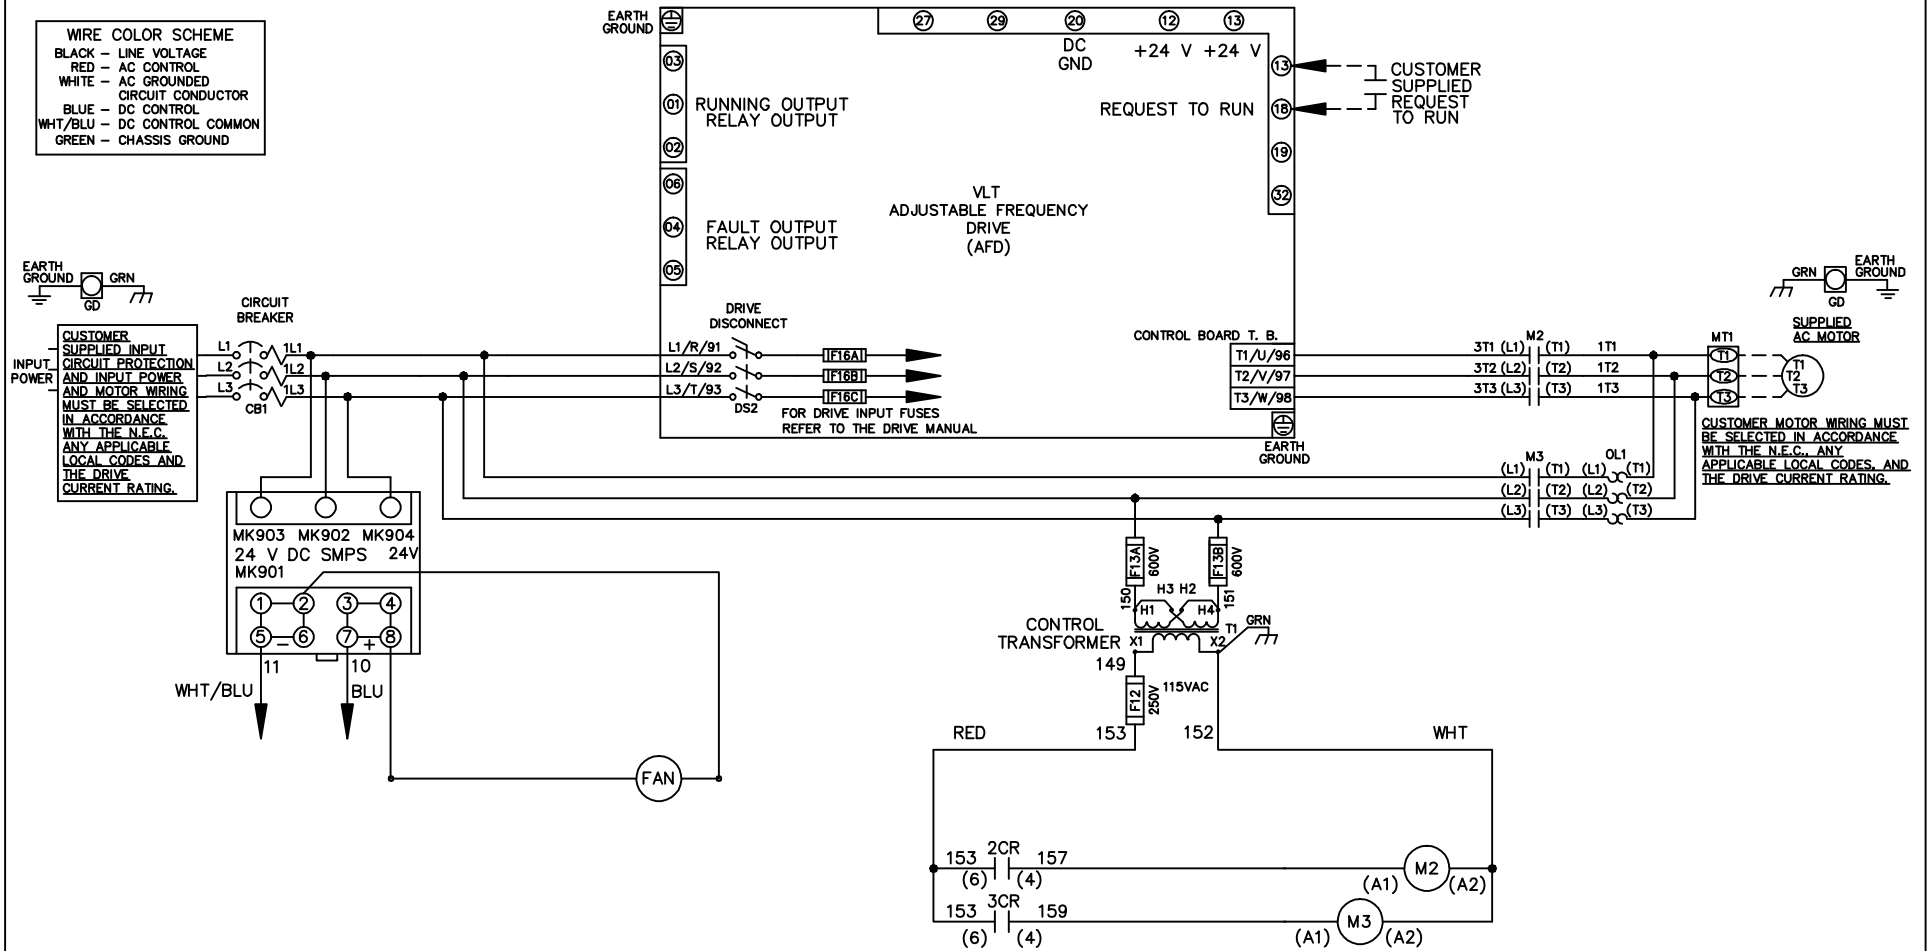 WIRE COLOR SCHEME
BLACK – LINE VOLTAGE
RED – AC CONTROL
WHITE – AC GROUNDED
CIRCUIT CONDUCTOR
BLUE – DC CONTROL
WHT/BLU – DC CONTROL COMMON
GREEN – CHASSIS GROUND
EARTH
GROUND
27
29
20
12
13
DC
GND
+24 V
+24 V
03
01
02
RUNNING OUTPUT
RELAY OUTPUT
06
04
05
FAULT OUTPUT
RELAY OUTPUT
REQUEST TO RUN
13
18
19
32
CUSTOMER
SUPPLIED
REQUEST
TO RUN
VLT
ADJUSTABLE FREQUENCY
DRIVE
(AFD)
EARTH
GROUND
GRN
GD
CIRCUIT
BREAKER
INPUT
POWER
CUSTOMER
SUPPLIED INPUT
CIRCUIT PROTECTION
AND INPUT POWER
AND MOTOR WIRING
MUST BE SELECTED
IN ACCORDANCE
WITH THE N.E.C.
ANY APPLICABLE
LOCAL CODES AND
THE DRIVE
CURRENT RATING.
L1
L2
L3
1L1
1L2
1L3
CB1
DRIVE
DISCONNECT
L1/R/91
L2/S/92
L3/T/93
DS2
F16A
F16B
F16C
FOR DRIVE INPUT FUSES
REFER TO THE DRIVE MANUAL
CONTROL BOARD T. B.
T1/U/96
T2/V/97
T3/W/98
EARTH
GROUND
M2
3T1 (L1) (T1) 1T1
3T2 (L2) (T2) 1T2
3T3 (L3) (T3) 1T3
GRN
EARTH
GROUND
GD
SUPPLIED
AC MOTOR
MT1
T1
T2
T3
T1
T2
T3
CUSTOMER MOTOR WIRING MUST
BE SELECTED IN ACCORDANCE
WITH THE N.E.C., ANY
APPLICABLE LOCAL CODES, AND
THE DRIVE CURRENT RATING.
M3
OL1
(L1) (T1) (L1) (T1)
(L2) (T2) (L2) (T2)
(L3) (T3) (L3) (T3)
MK903 MK902 MK904
24 V DC SMPS 24V
MK901
1
2
3
4
5
–
6
7
+
8
11
10
WHT/BLU
BLU
FAN
F13A
600V
F13B
600V
150
151
H3 H2
H1
H4
CONTROL
TRANSFORMER
T1
GRN
X1
X2
149
F12
250V
115VAC
153
152
RED
WHT
153 2CR 157
(6) (4)
M2
(A1) (A2)
153 3CR 159
(6) (4)
M3
(A1) (A2)